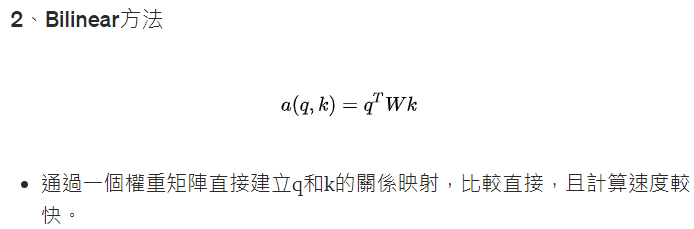 2、Bilinear方法
a(q, k) = q^T Wk
• 通過一個權重矩陣直接建立q和k的關係映射，比較直接，且計算速度較
快。